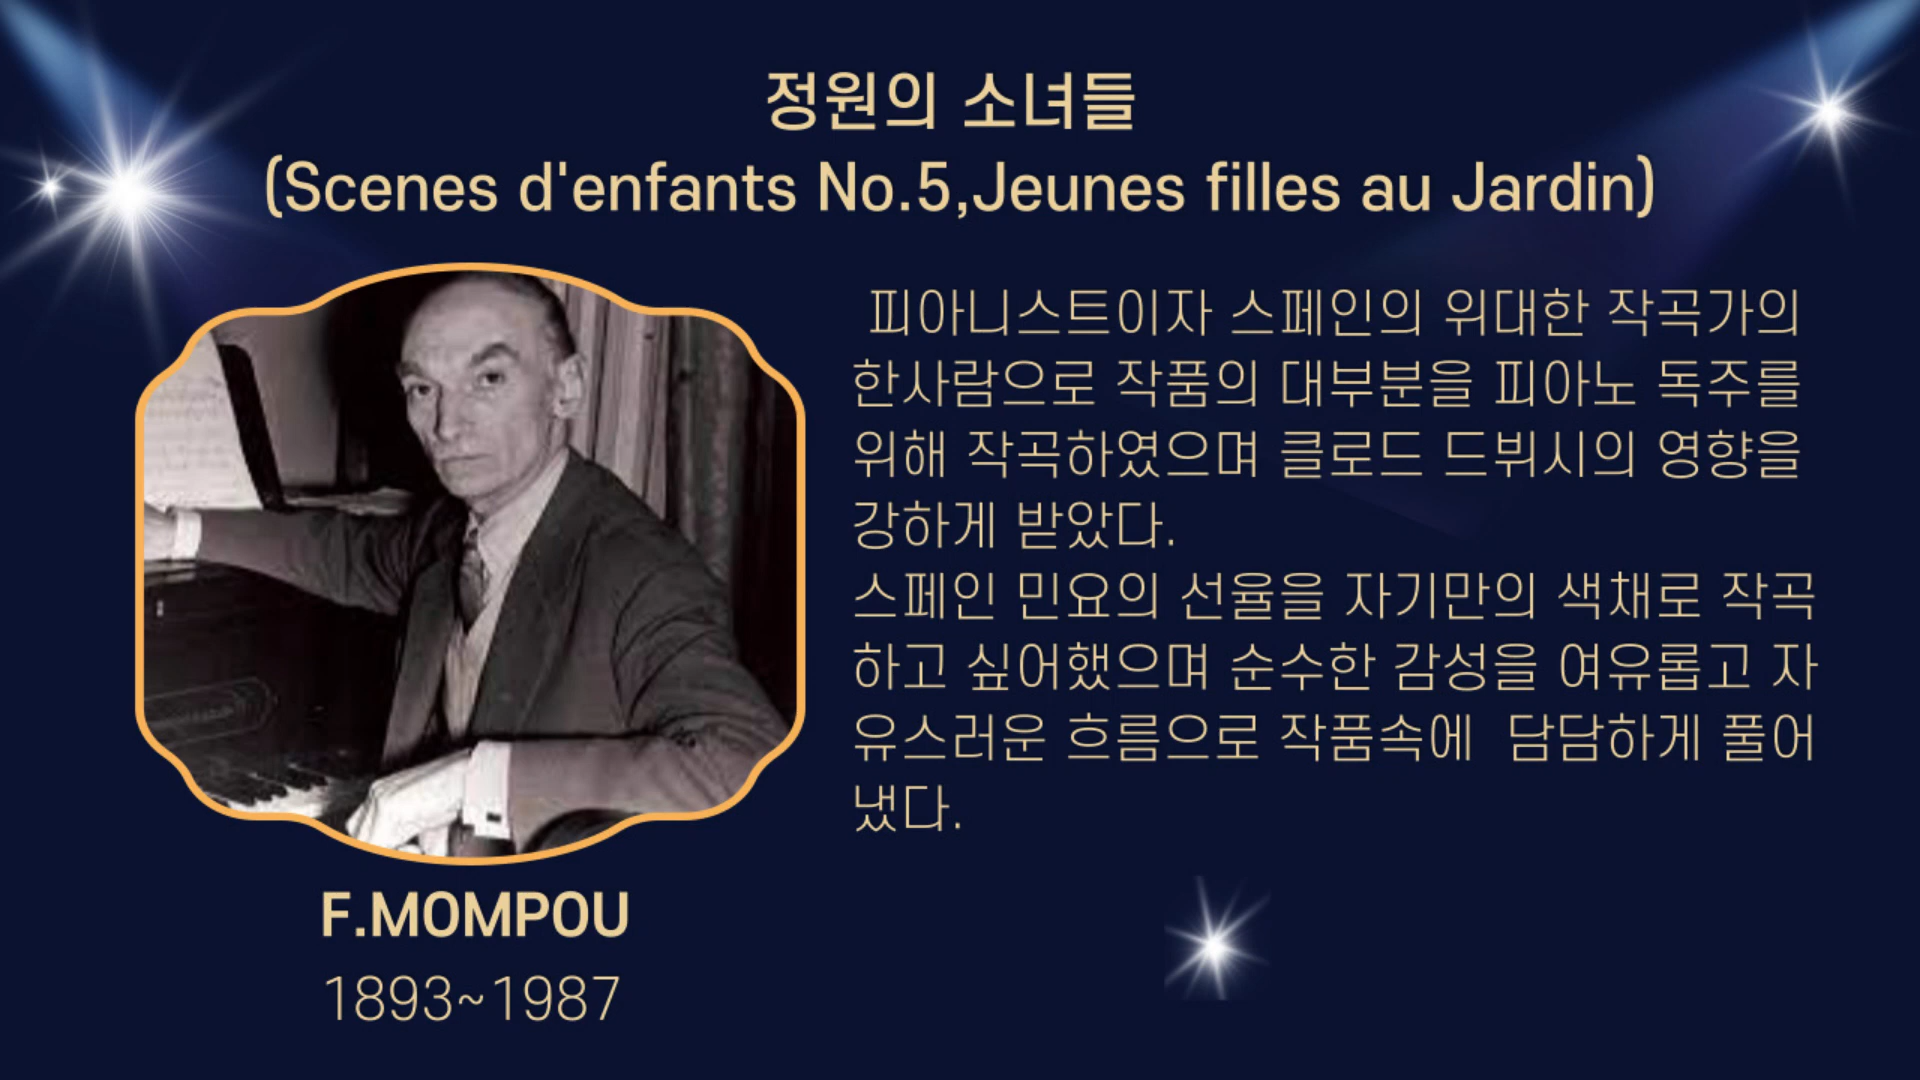 정원의 소녀들
(Scenes d'enfants No.5,Jeunes filles au Jardin)
피아니스트이자 스페인의 위대한 작곡가의
한사람으로 작품의 대부분을 피아노 독주를
위해 작곡하였으며 클로드 드뷔시의 영향을
강하게 받았다.
스페인 민요의 선율을 자기만의 색채로 작곡
하고 싶어했으며 순수한 감성을 여유롭고 자
유스러운 흐름으로 작품속에 담담하게 풀어
냈다.
F.MOMPOU
1893~1987